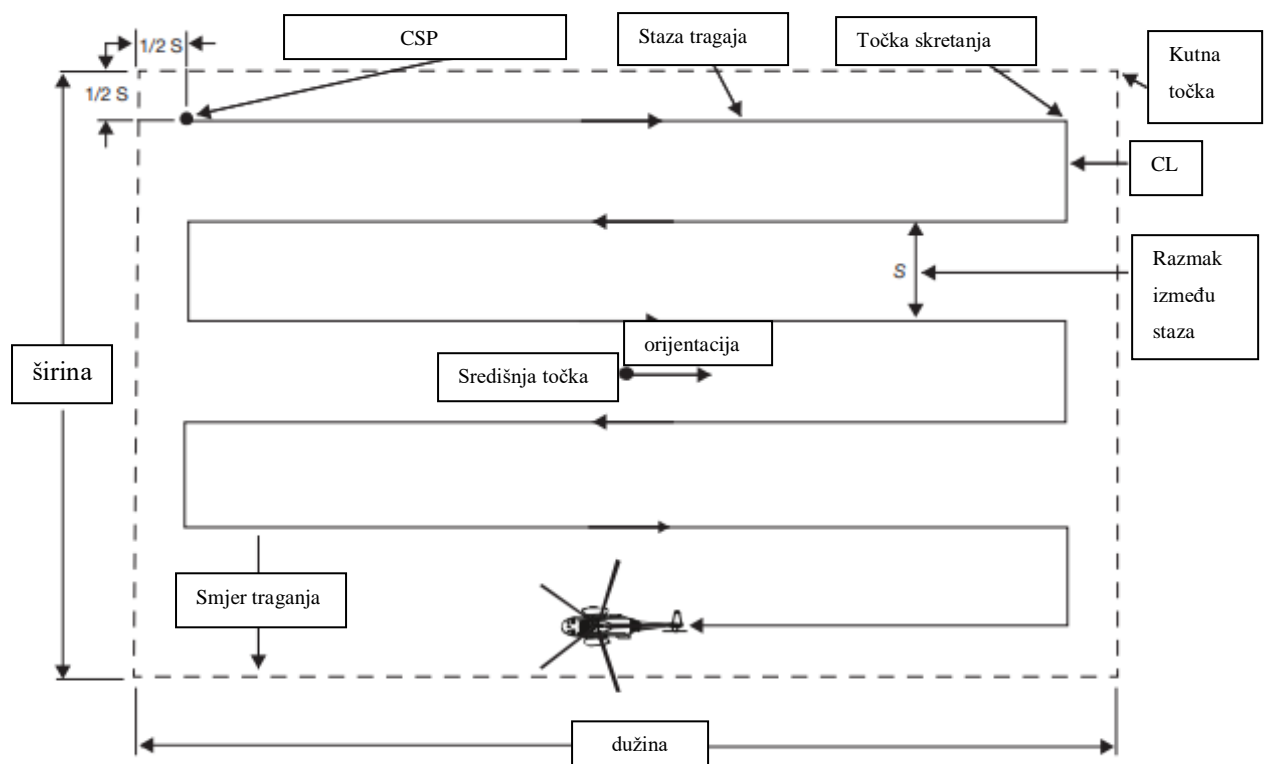 1/2 S
CSP
Staza tragaja
Točka skretanja
Kutna
točka
1/2 S
CL
S
Razmak
između
staza
orijentacija
širina
Središnja točka
Smjer traganja
dužina